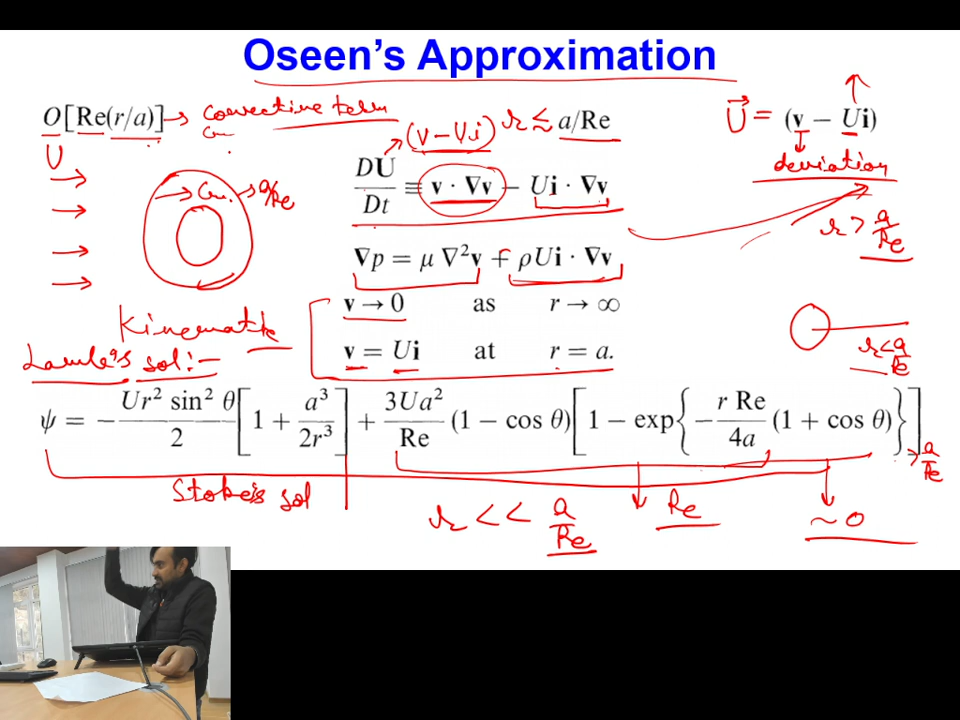 Oseen's Approximation
O[Re(r/a)] → convective term
r ≲ a/Re
U⃗ = (v − Ui)
(v − Ui)
deviation
U
DU/Dt ≡ v · ∇v − Ui · ∇v
a/Re
r > a/Re
∇p = μ ∇²v − ρUi · ∇v
v → 0 as r → ∞
Kinematic
v = Ui at r = a.
r < a/Re
Lamb's sol :-
ψ = −Ur² sin² θ/2 [1 + a³/2r³] + 3Ua²/Re (1 − cos θ)[1 − exp{−r Re/4a (1 + cos θ)}]
a/Re
Stoke's sol
r << a/Re
Re
~ 0